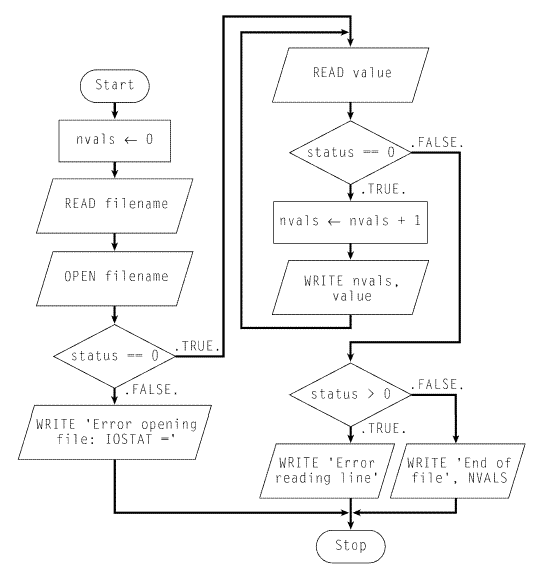 Start
nvals ← 0
READ filename
OPEN filename
status == 0
.TRUE.
.FALSE.
WRITE 'Error opening
file: IOSTAT ='
READ value
status == 0
.FALSE.
.TRUE.
nvals ← nvals + 1
WRITE nvals,
value
status > 0
.FALSE.
.TRUE.
WRITE 'Error
reading line'
WRITE 'End of
file', NVALS
Stop